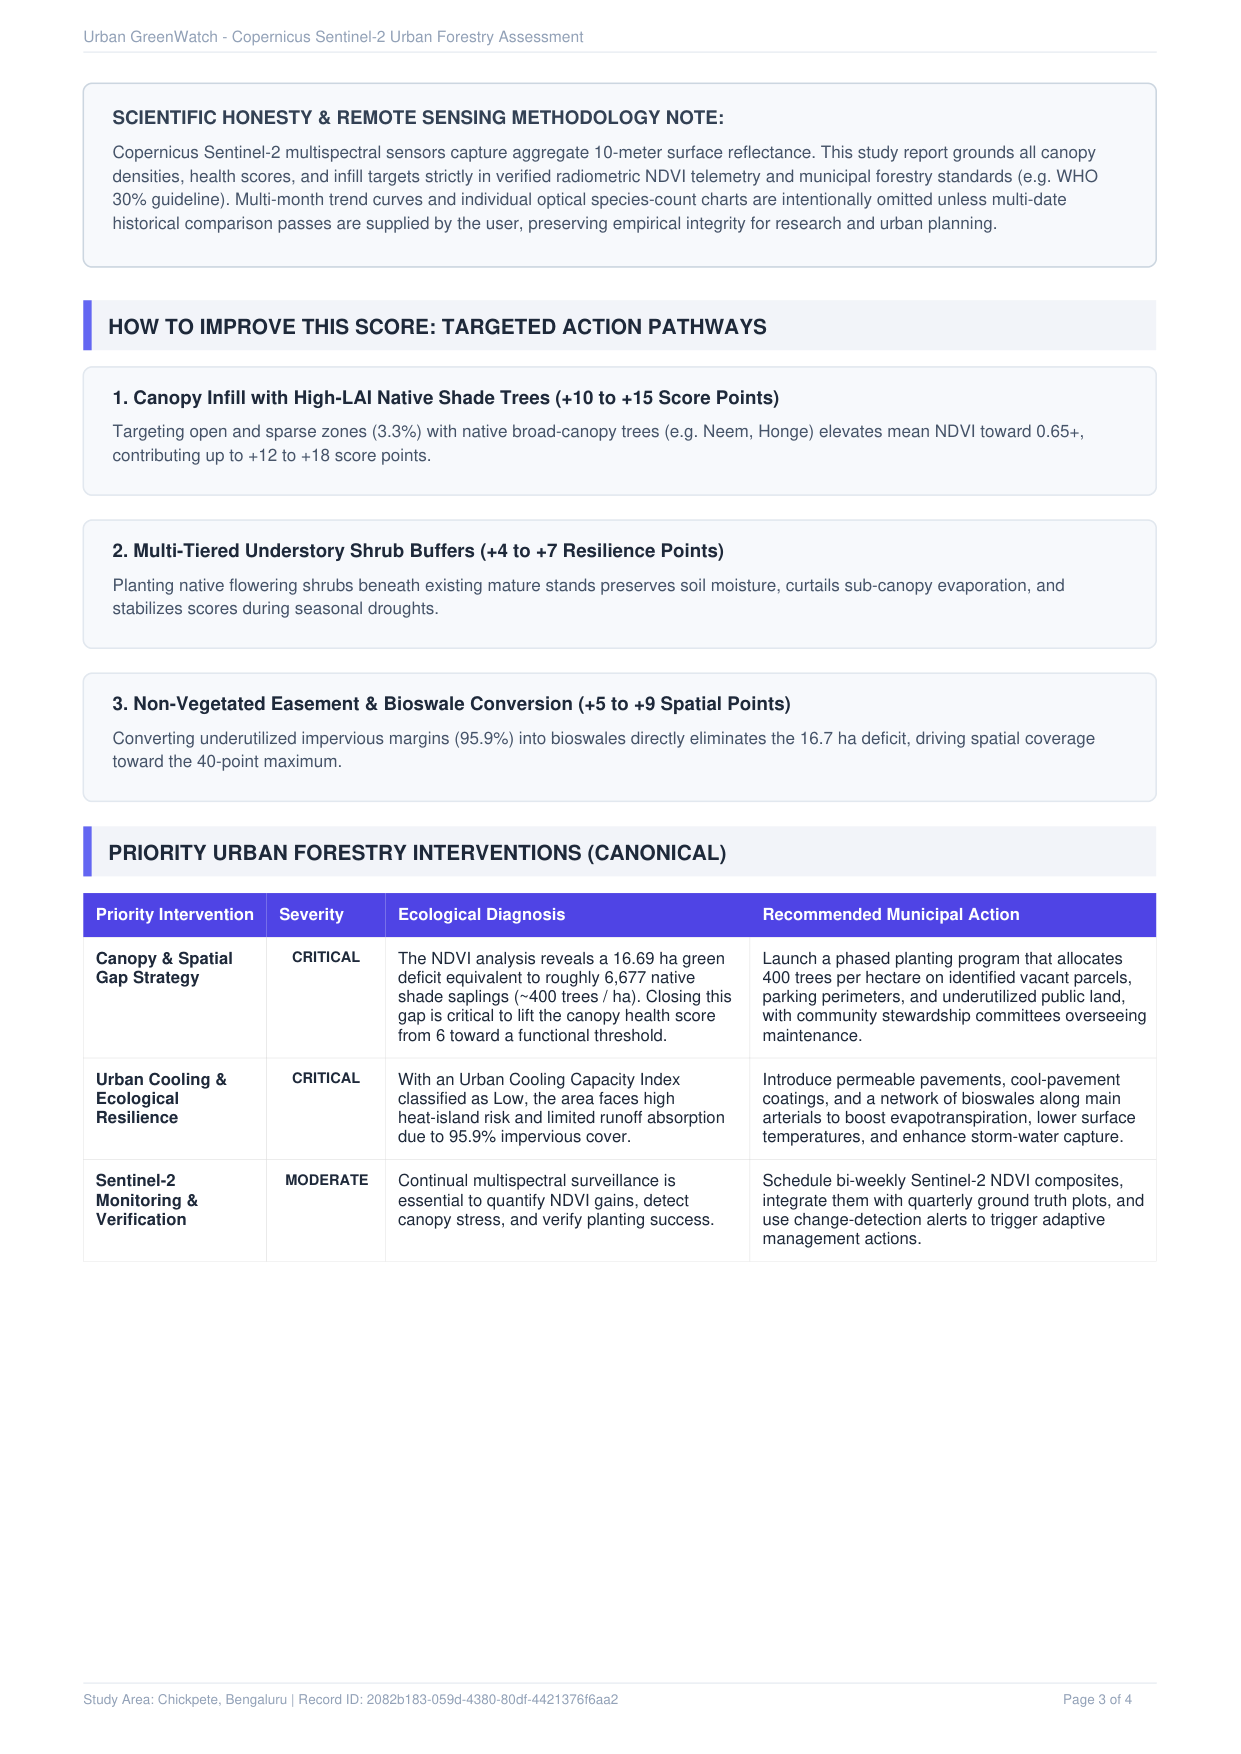 Urban GreenWatch - Copernicus Sentinel-2 Urban Forestry Assessment
SCIENTIFIC HONESTY & REMOTE SENSING METHODOLOGY NOTE:
Copernicus Sentinel-2 multispectral sensors capture aggregate 10-meter surface reflectance. This study report grounds all canopy
densities, health scores, and infill targets strictly in verified radiometric NDVI telemetry and municipal forestry standards (e.g. WHO
30% guideline). Multi-month trend curves and individual optical species-count charts are intentionally omitted unless multi-date
historical comparison passes are supplied by the user, preserving empirical integrity for research and urban planning.
HOW TO IMPROVE THIS SCORE: TARGETED ACTION PATHWAYS
1. Canopy Infill with High-LAI Native Shade Trees (+10 to +15 Score Points)
Targeting open and sparse zones (3.3%) with native broad-canopy trees (e.g. Neem, Honge) elevates mean NDVI toward 0.65+,
contributing up to +12 to +18 score points.
2. Multi-Tiered Understory Shrub Buffers (+4 to +7 Resilience Points)
Planting native flowering shrubs beneath existing mature stands preserves soil moisture, curtails sub-canopy evaporation, and
stabilizes scores during seasonal droughts.
3. Non-Vegetated Easement & Bioswale Conversion (+5 to +9 Spatial Points)
Converting underutilized impervious margins (95.9%) into bioswales directly eliminates the 16.7 ha deficit, driving spatial coverage
toward the 40-point maximum.
PRIORITY URBAN FORESTRY INTERVENTIONS (CANONICAL)
Priority Intervention Severity Ecological Diagnosis Recommended Municipal Action
Canopy & Spatial
Gap Strategy
CRITICAL
The NDVI analysis reveals a 16.69 ha green
deficit equivalent to roughly 6,677 native
shade saplings (~400 trees / ha). Closing this
gap is critical to lift the canopy health score
from 6 toward a functional threshold.
Launch a phased planting program that allocates
400 trees per hectare on identified vacant parcels,
parking perimeters, and underutilized public land,
with community stewardship committees overseeing
maintenance.
Urban Cooling &
Ecological
Resilience
CRITICAL
With an Urban Cooling Capacity Index
classified as Low, the area faces high
heat-island risk and limited runoff absorption
due to 95.9% impervious cover.
Introduce permeable pavements, cool-pavement
coatings, and a network of bioswales along main
arterials to boost evapotranspiration, lower surface
temperatures, and enhance storm-water capture.
Sentinel-2
Monitoring &
Verification
MODERATE
Continual multispectral surveillance is
essential to quantify NDVI gains, detect
canopy stress, and verify planting success.
Schedule bi-weekly Sentinel-2 NDVI composites,
integrate them with quarterly ground truth plots, and
use change-detection alerts to trigger adaptive
management actions.
Study Area: Chickpete, Bengaluru | Record ID: 2082b183-059d-4380-80df-4421376f6aa2
Page 3 of 4